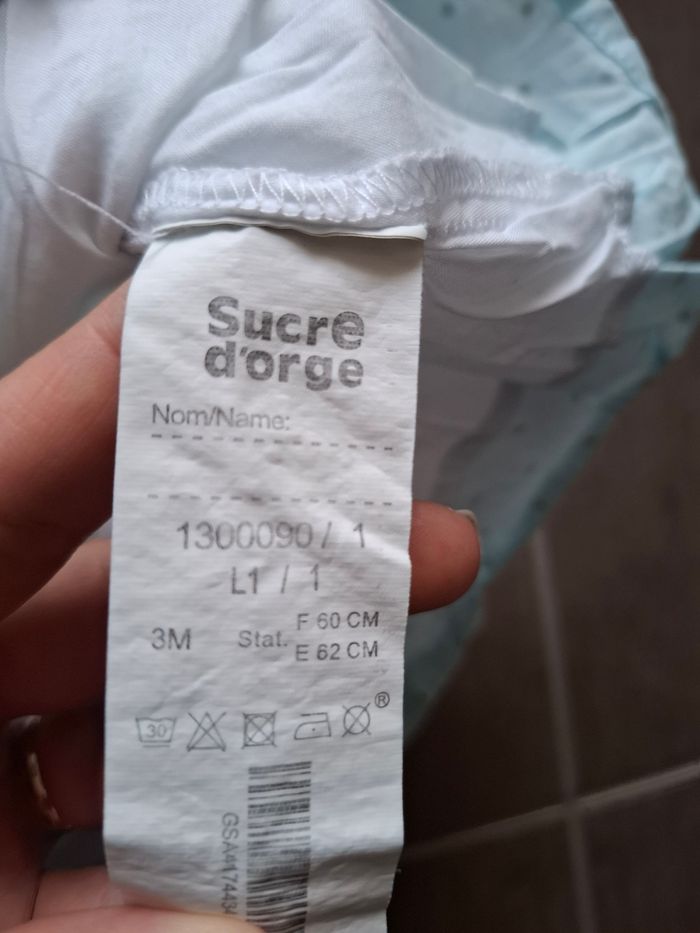 Sucre
d'orge
Nom/Name:
1300090 / 1
L1 / 1
3M Stat. F 60 CM
E 62 CM
30
®